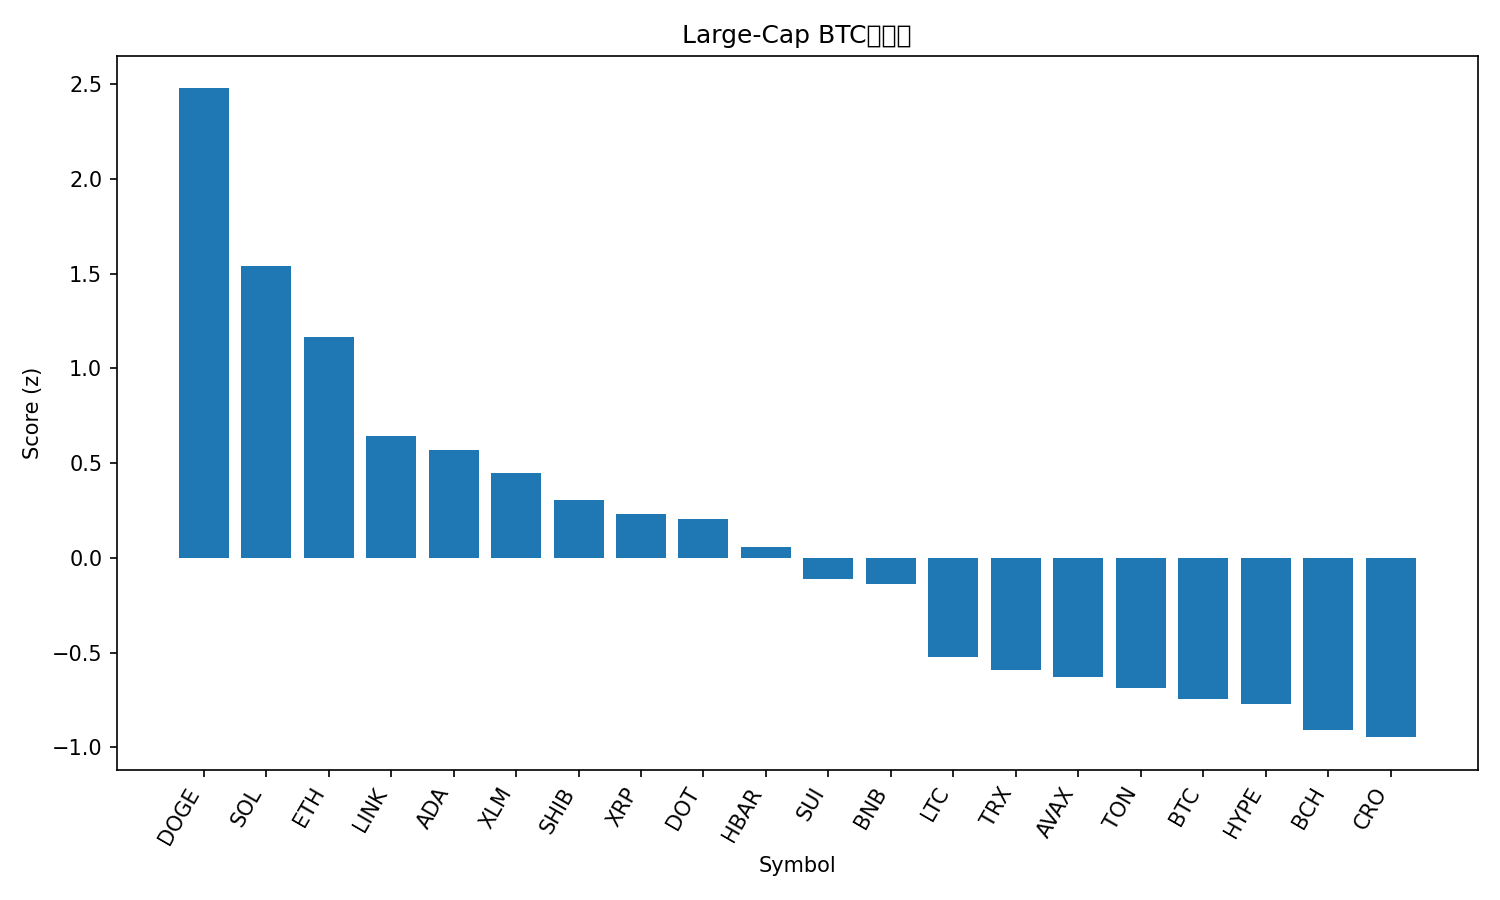 Large-Cap BTC
2.5
2.0
1.5
1.0
0.5
0.0
−0.5
−1.0
Score (z)
DOGE
SOL
ETH
LINK
ADA
XLM
SHIB
XRP
DOT
HBAR
SUI
BNB
LTC
TRX
AVAX
TON
BTC
HYPE
BCH
CRO
Symbol